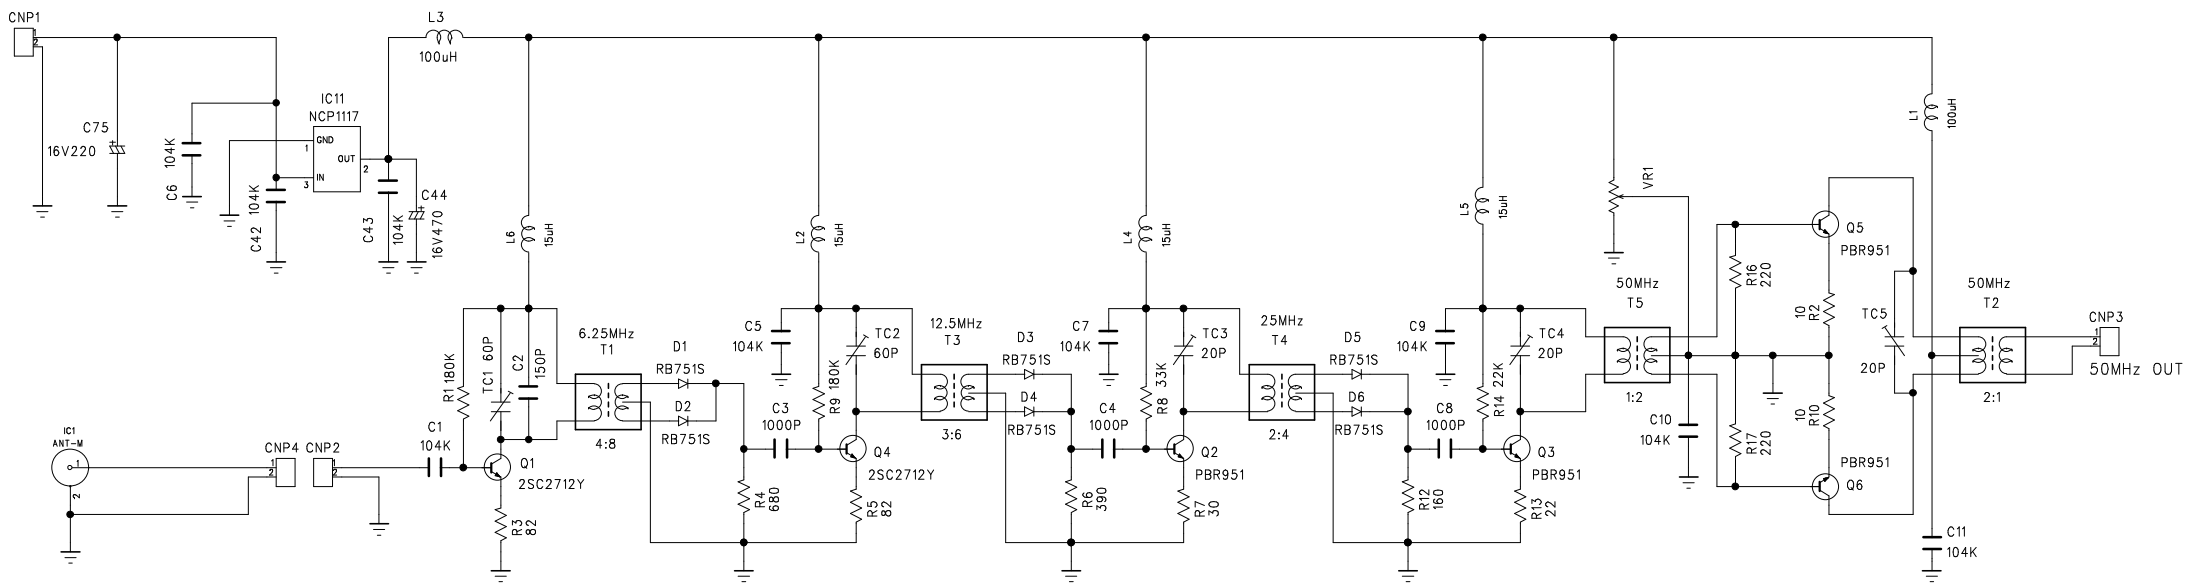 CNP1
1
2
C75
16V220
C6
104K
C42
104K
IC11
NCP1117
GND
1
OUT
2
IN
3
C43
104K
C44
16V470
L3
100uH
L6
15uH
R1 180K
TC1 60P
C2
150P
6.25MHz
T1
4:8
D1
RB751S
D2
RB751S
IC1
ANT-M
1
2
CNP4
1
2
CNP2
1
2
C1
104K
Q1
2SC2712Y
R3
82
R4
680
C3
1000P
C5
104K
L2
15uH
R9 180K
TC2
60P
Q4
2SC2712Y
R5
82
12.5MHz
T3
3:6
D3
RB751S
D4
RB751S
R6
390
C4
1000P
C7
104K
L4
15uH
R8 33K
TC3
20P
Q2
PBR951
R7
30
25MHz
T4
2:4
D5
RB751S
D6
RB751S
R12
160
C8
1000P
C9
104K
L5
15uH
R14 22K
TC4
20P
Q3
PBR951
R13
22
50MHz
T5
1:2
VR1
C10
104K
R16
220
R17
220
Q5
PBR951
10
R2
10
R10
PBR951
Q6
TC5
20P
L1
100uH
50MHz
T2
2:1
C11
104K
CNP3
1
2
50MHz OUT